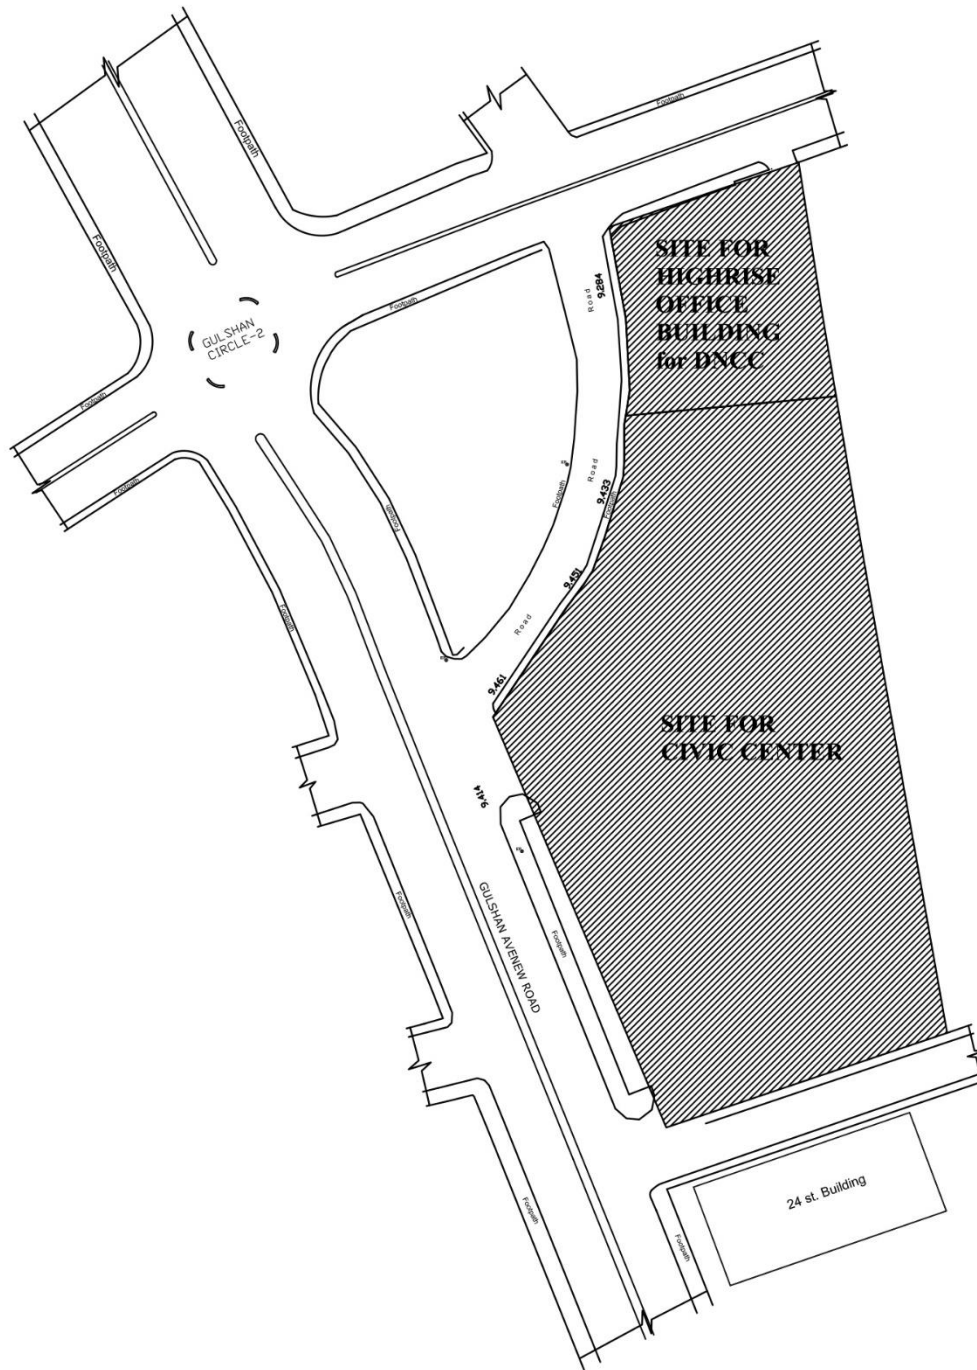 Footpath
Footpath
Footpath
GULSHAN
CIRCLE-2
Footpath
Footpath
Footpath
Road
9.284
SITE FOR
HIGHRISE
OFFICE
BUILDING
for DNCC
Footpath
Footpath
Road
9.433
Footpath
9.451
Footpath
Road
9.461
SITE FOR
CIVIC CENTER
9.414
Footpath
GULSHAN AVENEW ROAD
Footpath
24 st. Building
Footpath
Footpath